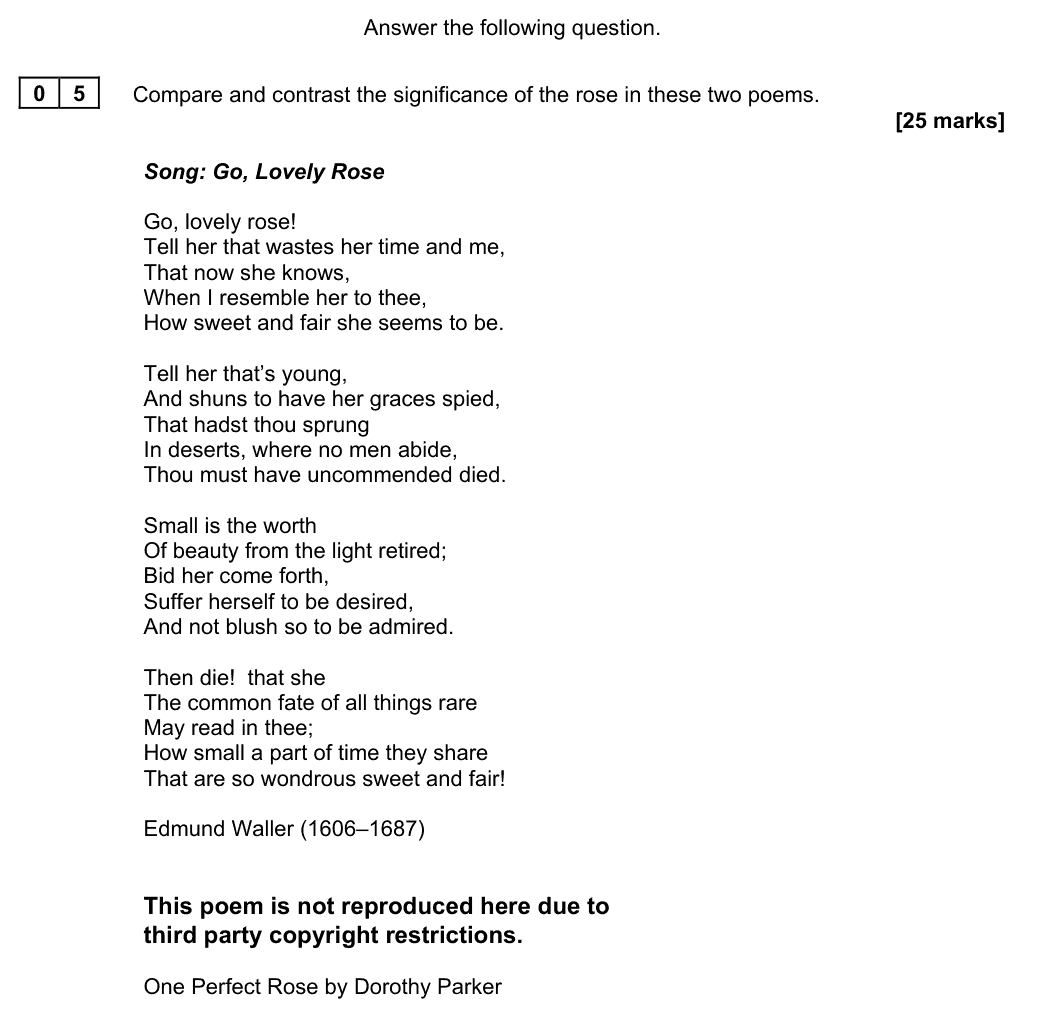 Answer the following question.
0 5 Compare and contrast the significance of the rose in these two poems.
[25 marks]
Song: Go, Lovely Rose
Go, lovely rose!
Tell her that wastes her time and me,
That now she knows,
When I resemble her to thee,
How sweet and fair she seems to be.
Tell her that’s young,
And shuns to have her graces spied,
That hadst thou sprung
In deserts, where no men abide,
Thou must have uncommended died.
Small is the worth
Of beauty from the light retired;
Bid her come forth,
Suffer herself to be desired,
And not blush so to be admired.
Then die!  that she
The common fate of all things rare
May read in thee;
How small a part of time they share
That are so wondrous sweet and fair!
Edmund Waller (1606–1687)
This poem is not reproduced here due to
third party copyright restrictions.
One Perfect Rose by Dorothy Parker